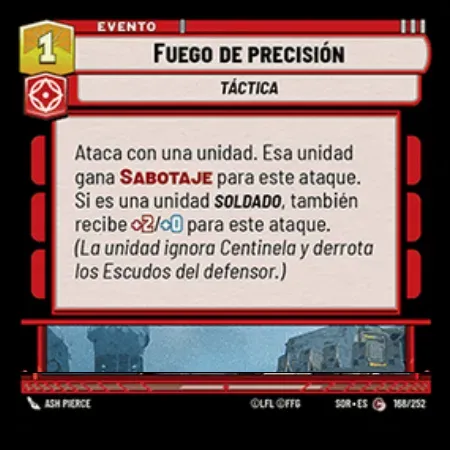 EVENTO
1
FUEGO DE PRECISIÓN
TÁCTICA
Ataca con una unidad. Esa unidad
gana SABOTAJE para este ataque.
Si es una unidad SOLDADO, también
recibe +2/+0 para este ataque.
(La unidad ignora Centinela y derrota
los Escudos del defensor.)
ASH PIERCE
©LFL ©FFG
SOR • ES C 168/252